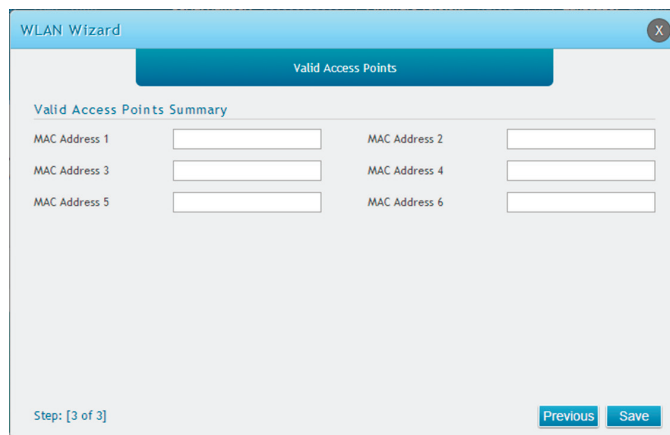 WLAN Wizard
X
Valid Access Points
Valid Access Points Summary
MAC Address 1 MAC Address 2
MAC Address 3 MAC Address 4
MAC Address 5 MAC Address 6
Step: [3 of 3] Previous Save